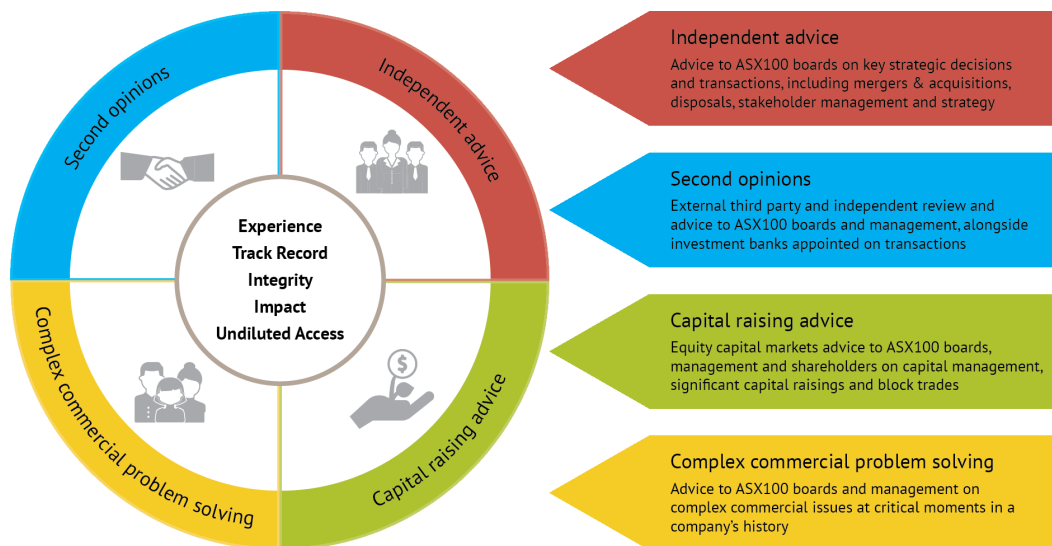 Second opinions
Independent advice
Experience
Track Record
Integrity
Impact
Undiluted Access
$
Complex commercial problem solving
Capital raising advice
Independent advice
Advice to ASX100 boards on key strategic decisions
and transactions, including mergers & acquisitions,
disposals, stakeholder management and strategy
Second opinions
External third party and independent review and
advice to ASX100 boards and management, alongside
investment banks appointed on transactions
Capital raising advice
Equity capital markets advice to ASX100 boards,
management and shareholders on capital management,
significant capital raisings and block trades
Complex commercial problem solving
Advice to ASX100 boards and management on
complex commercial issues at critical moments in a
company's history